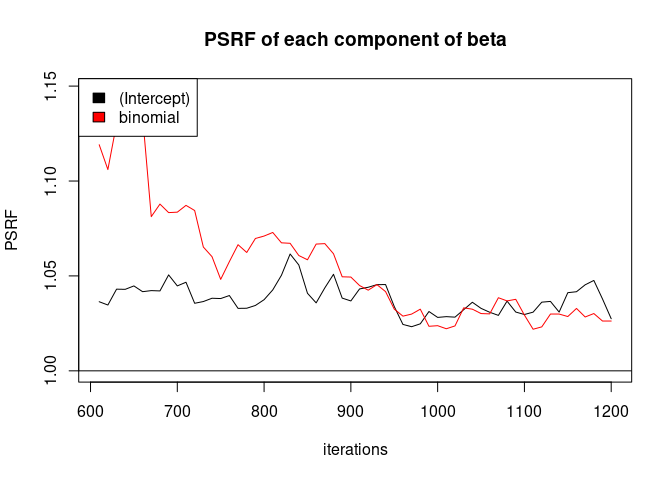 PSRF of each component of beta
(Intercept)
binomial
PSRF
1.15
1.10
1.05
1.00
600 700 800 900 1000 1100 1200
iterations